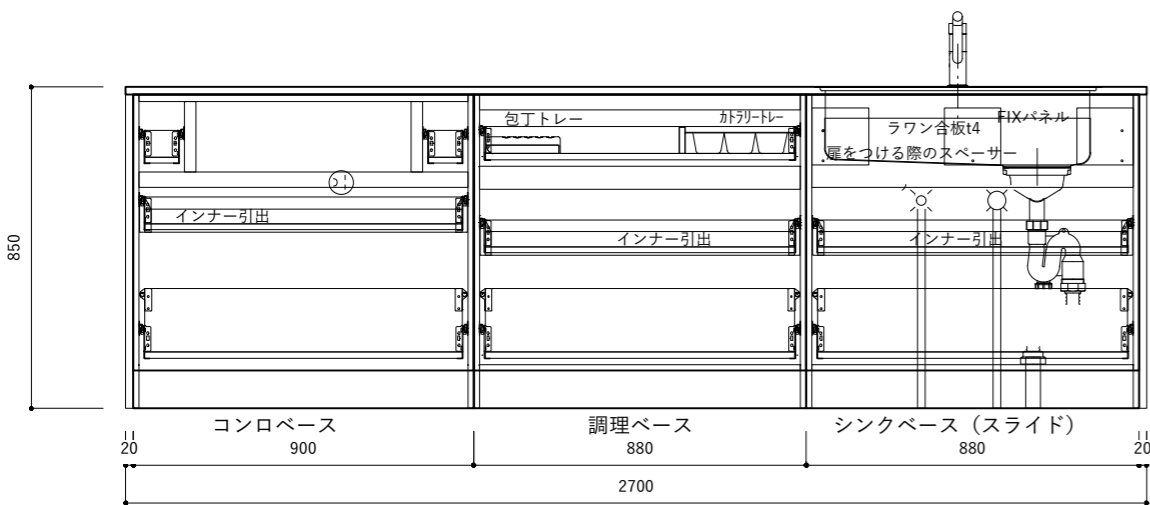 包丁トレー
カトラリートレー
FIXパネル
ラワン合板t4
扉をつける際のスペーサー
インナー引出
インナー引出
インナー引出
850
コンロベース
調理ベース
シンクベース（スライド）
20
900
880
880
20
2700